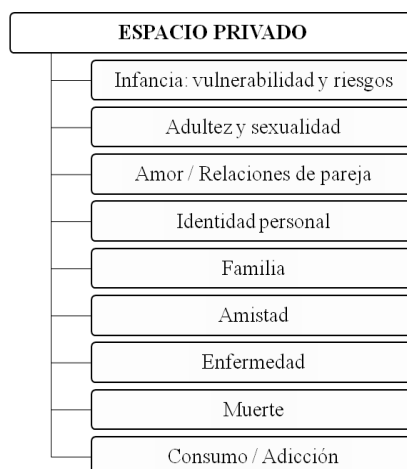 ESPACIO PRIVADO
Infancia: vulnerabilidad y riesgos
Adultez y sexualidad
Amor / Relaciones de pareja
Identidad personal
Familia
Amistad
Enfermedad
Muerte
Consumo / Adicción